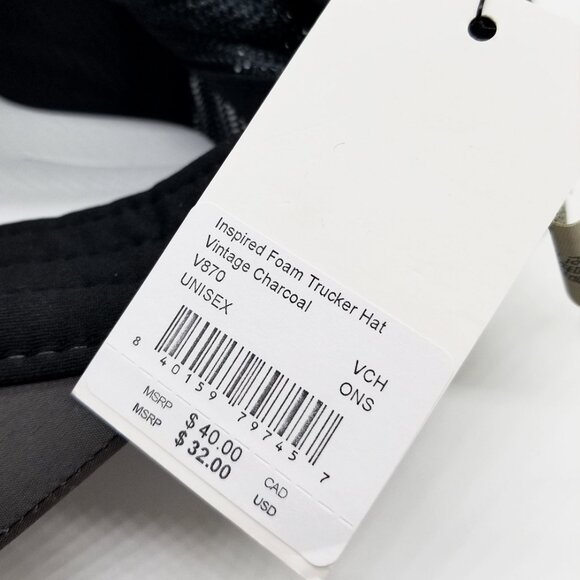 Inspired Foam Trucker Hat
Vintage Charcoal
V870 VCH
UNISEX ONS
8 40159 79745 7
MSRP $40.00 CAD
MSRP $32.00 USD